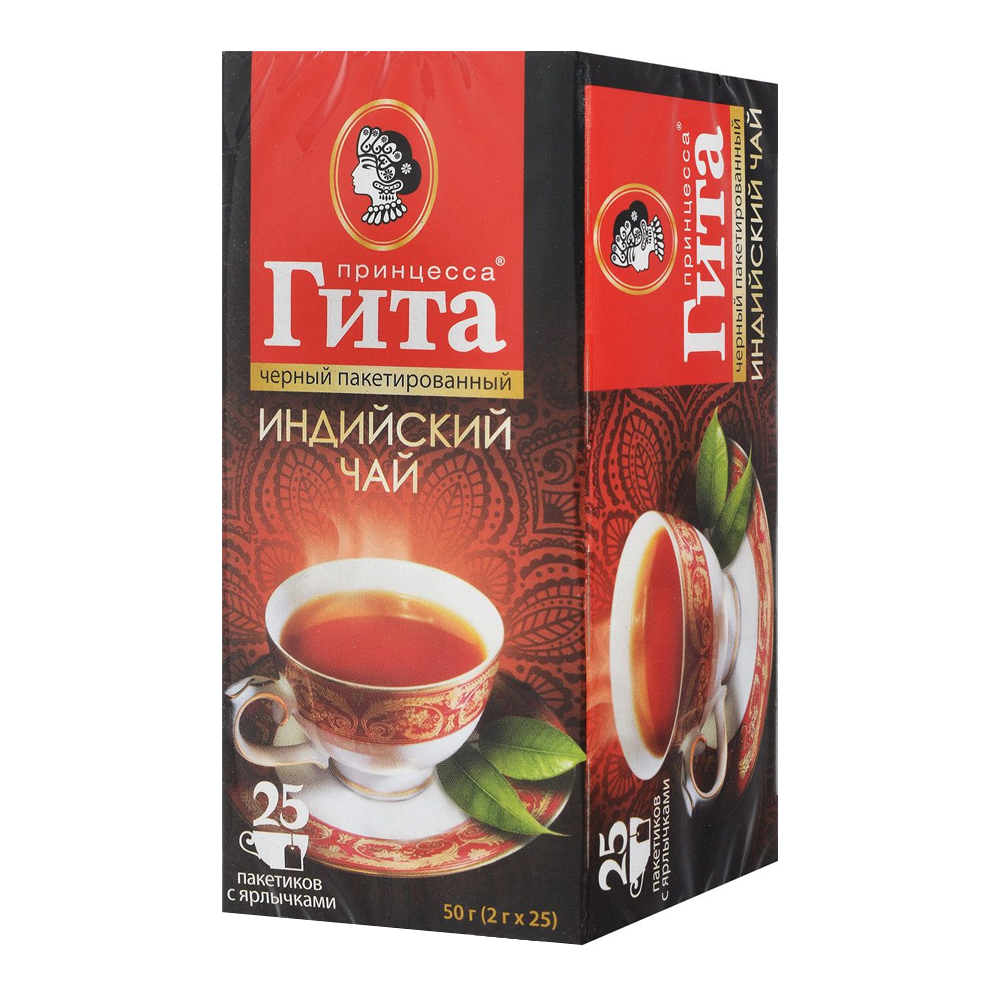 принцесса®
Гита
черный пакетированный
ИНДИЙСКИЙ
ЧАЙ
25
пакетиков
с ярлычками
50 г (2 г х 25)
принцесса®
Гита
черный пакетированный
ИНДИЙСКИЙ ЧАЙ
25
пакетиков
с ярлычками